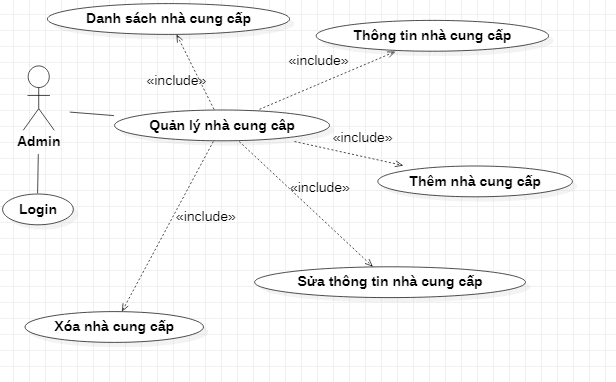 Danh sách nhà cung cấp
Thông tin nhà cung cấp
«include»
«include»
Quản lý nhà cung câp
Admin
«include»
Thêm nhà cung cấp
«include»
Login
«include»
Sửa thông tin nhà cung cấp
Xóa nhà cung cấp